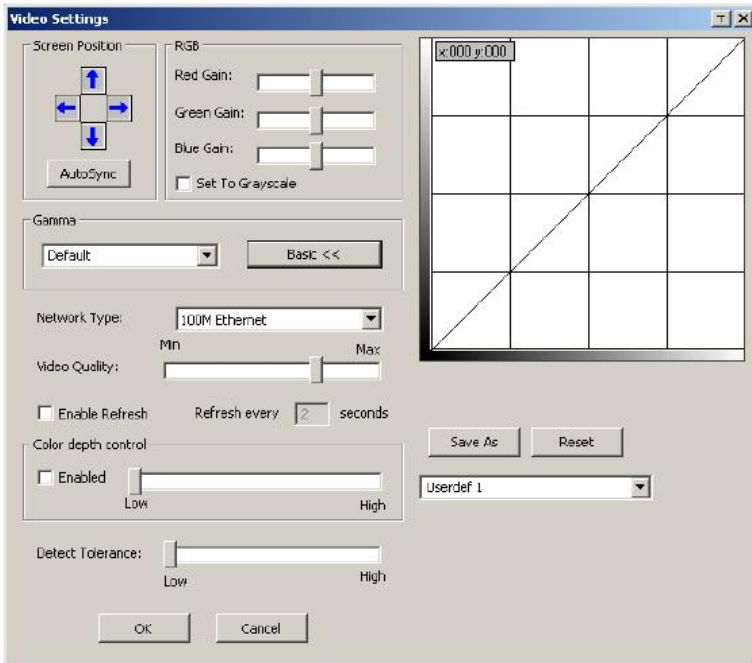 Video Settings
Screen Position
AutoSync
RGB
Red Gain:
Green Gain:
Blue Gain:
Set To Grayscale
x:000 y:000
Gamma
Default
Basic <<
Network Type:
100M Ethernet
Min
Max
Video Quality:
Enable Refresh
Refresh every 2 seconds
Color depth control
Enabled
Low
High
Detect Tolerance:
Low
High
Save As
Reset
Userdef 1
OK
Cancel